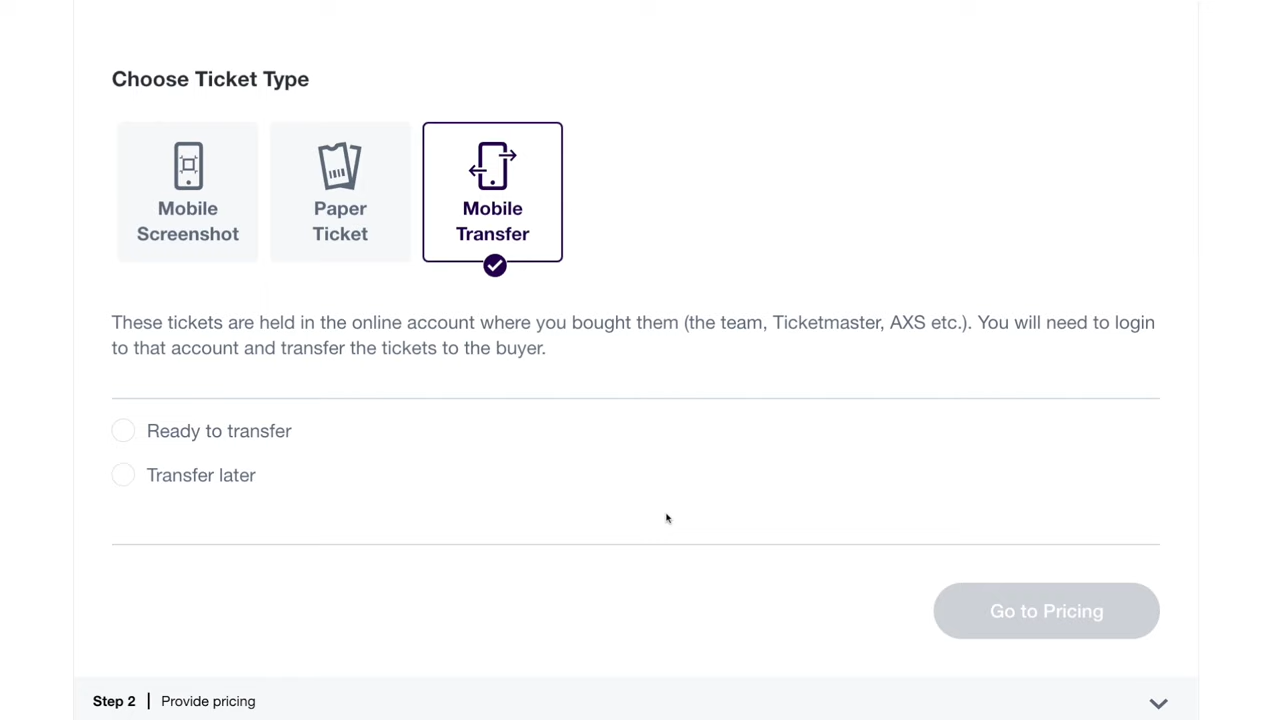 Choose Ticket Type
Mobile
Screenshot
Paper
Ticket
Mobile
Transfer
These tickets are held in the online account where you bought them (the team, Ticketmaster, AXS etc.). You will need to login
to that account and transfer the tickets to the buyer.
Ready to transfer
Transfer later
Go to Pricing
Step 2 | Provide pricing